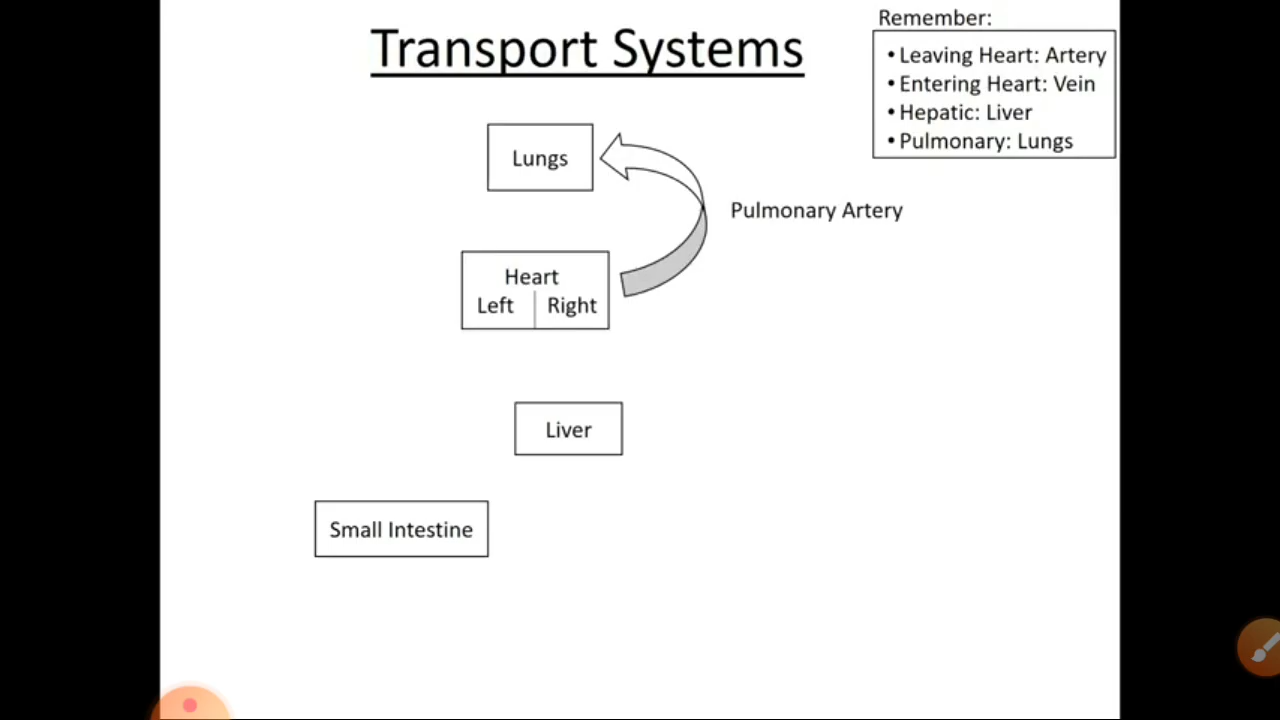 Transport Systems
Remember:
• Leaving Heart: Artery
• Entering Heart: Vein
• Hepatic: Liver
• Pulmonary: Lungs
Lungs
Pulmonary Artery
Heart
Left Right
Liver
Small Intestine